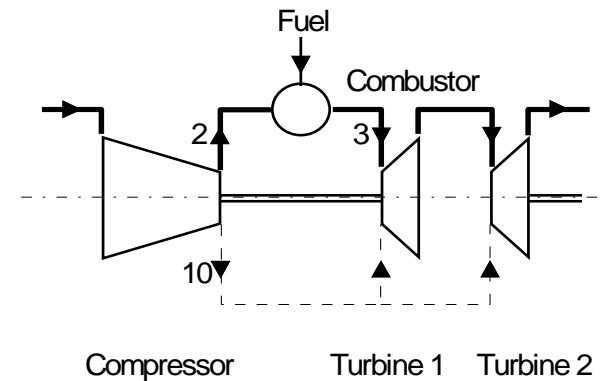 Fuel
Combustor
2
3
10
Compressor
Turbine 1
Turbine 2